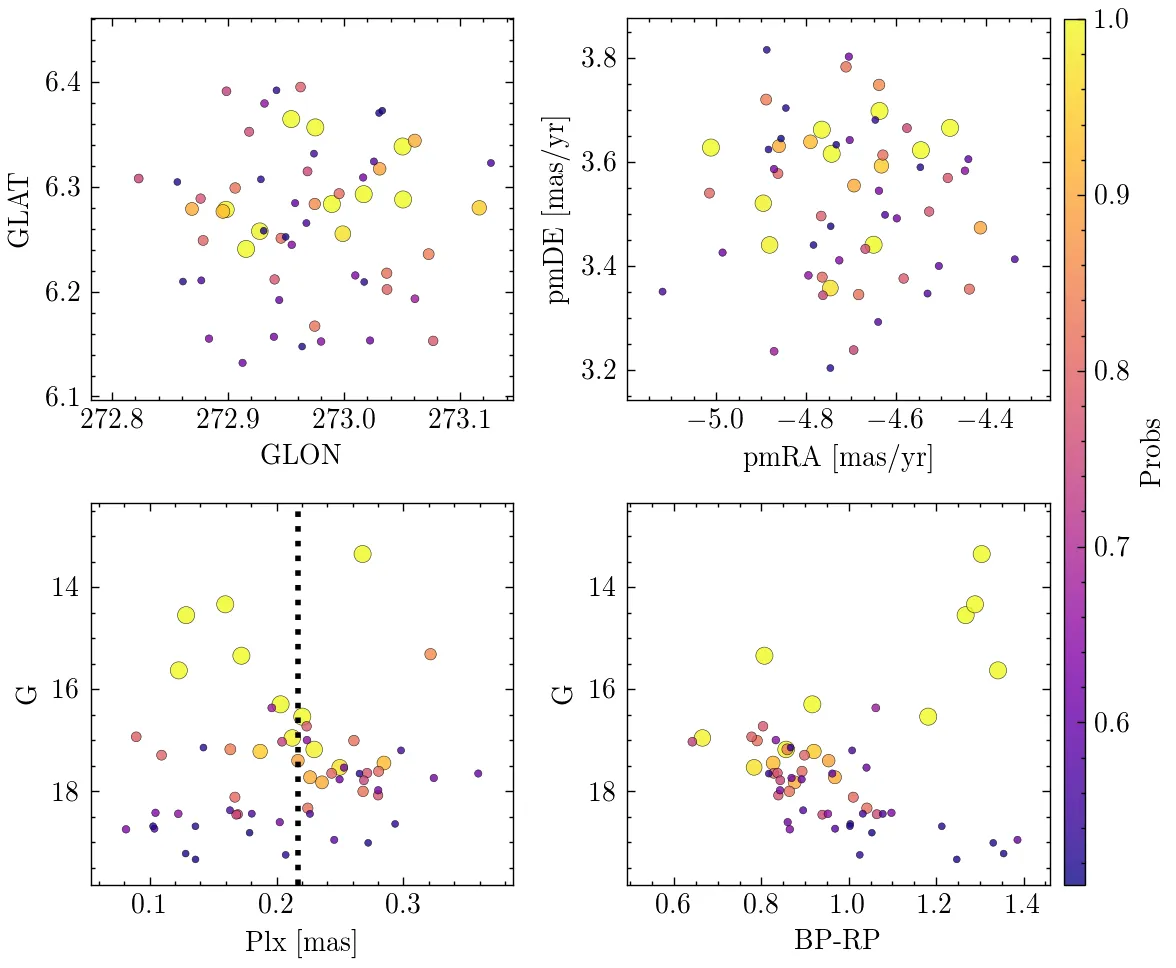 6.4
6.3
6.2
6.1
GLAT
272.8 272.9 273.0 273.1
GLON
3.8
3.6
3.4
3.2
pmDE [mas/yr]
−5.0 −4.8 −4.6 −4.4
pmRA [mas/yr]
1.0
0.9
0.8
0.7
0.6
Probs
14
16
18
G
0.1 0.2 0.3
Plx [mas]
14
16
18
G
0.6 0.8 1.0 1.2 1.4
BP-RP